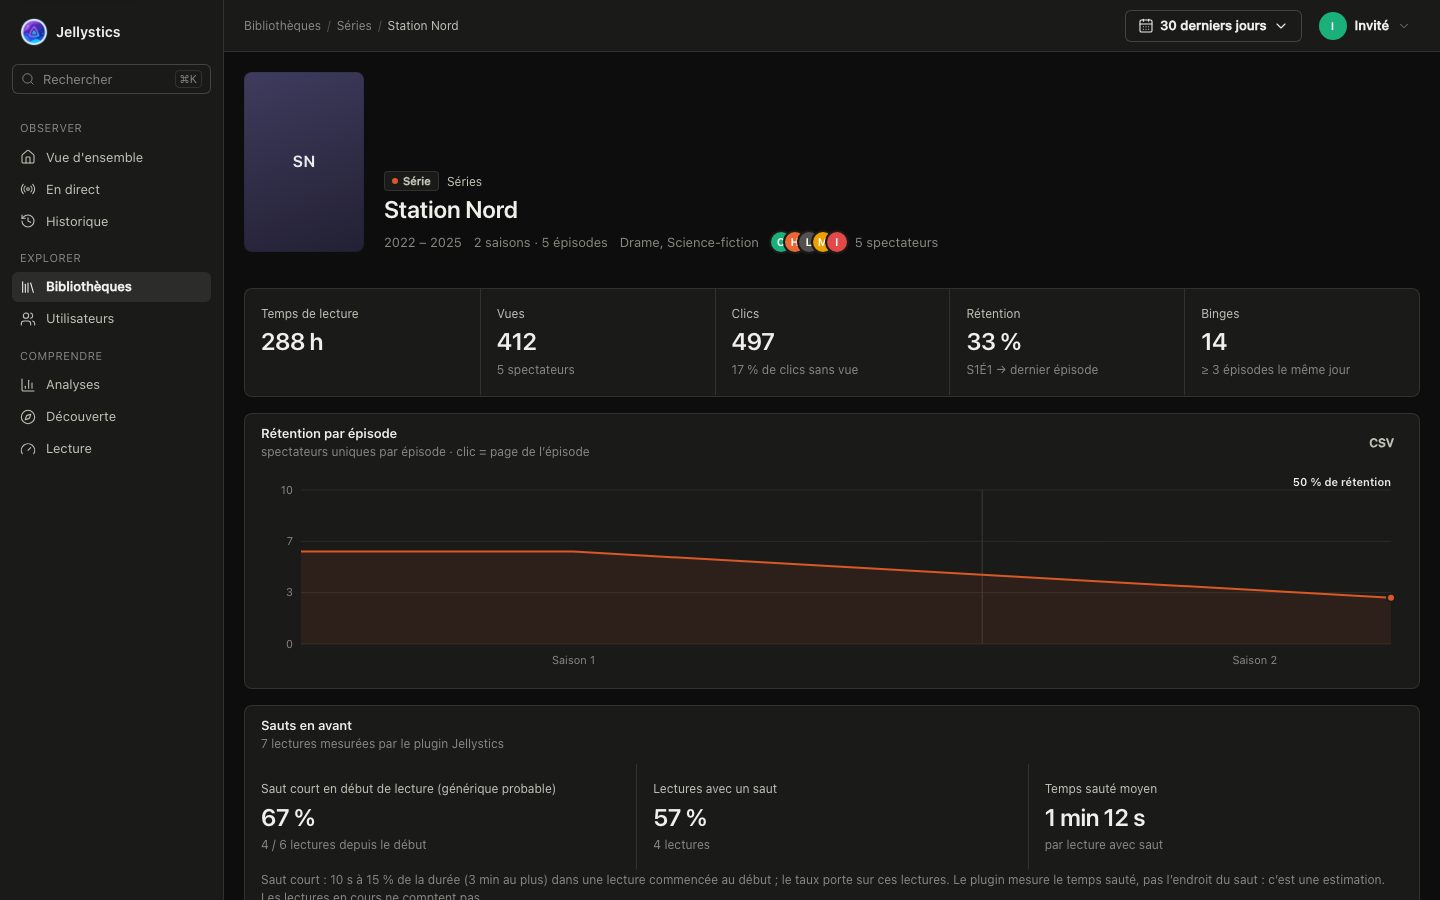 Jellystics
Rechercher ⌘K
OBSERVER
Vue d'ensemble
En direct
Historique
EXPLORER
Bibliothèques
Utilisateurs
COMPRENDRE
Analyses
Découverte
Lecture
Bibliothèques / Séries / Station Nord
30 derniers jours
I Invité
SN
Série Séries
Station Nord
2022 – 2025 2 saisons · 5 épisodes Drame, Science-fiction C H L M I 5 spectateurs
Temps de lecture
288 h
Vues
412
5 spectateurs
Clics
497
17 % de clics sans vue
Rétention
33 %
S1É1 → dernier épisode
Binges
14
≥ 3 épisodes le même jour
Rétention par épisode
spectateurs uniques par épisode · clic = page de l'épisode
CSV
50 % de rétention
10
7
3
0
Saison 1 Saison 2
Sauts en avant
7 lectures mesurées par le plugin Jellystics
Saut court en début de lecture (générique probable)
67 %
4 / 6 lectures depuis le début
Lectures avec un saut
57 %
4 lectures
Temps sauté moyen
1 min 12 s
par lecture avec saut
Saut court : 10 s à 15 % de la durée (3 min au plus) dans une lecture commencée au début ; le taux porte sur ces lectures. Le plugin mesure le temps sauté, pas l'endroit du saut : c'est une estimation.
Les lectures en cours ne comptent pas.